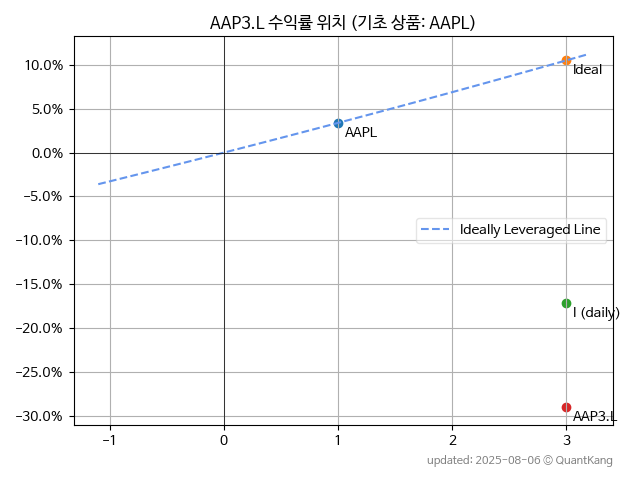 AAP3.L 수익률 위치 (기초 상품: AAPL)
10.0%
5.0%
0.0%
−5.0%
−10.0%
−15.0%
−20.0%
−25.0%
−30.0%
Ideal
AAPL
Ideally Leveraged Line
I (daily)
AAP3.L
−1
0
1
2
3
updated: 2025-08-06 © QuantKang